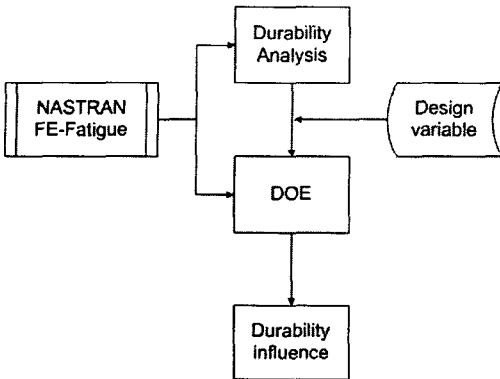 Durability
Analysis
NASTRAN
FE-Fatigue
Design
variable
DOE
Durability
influence